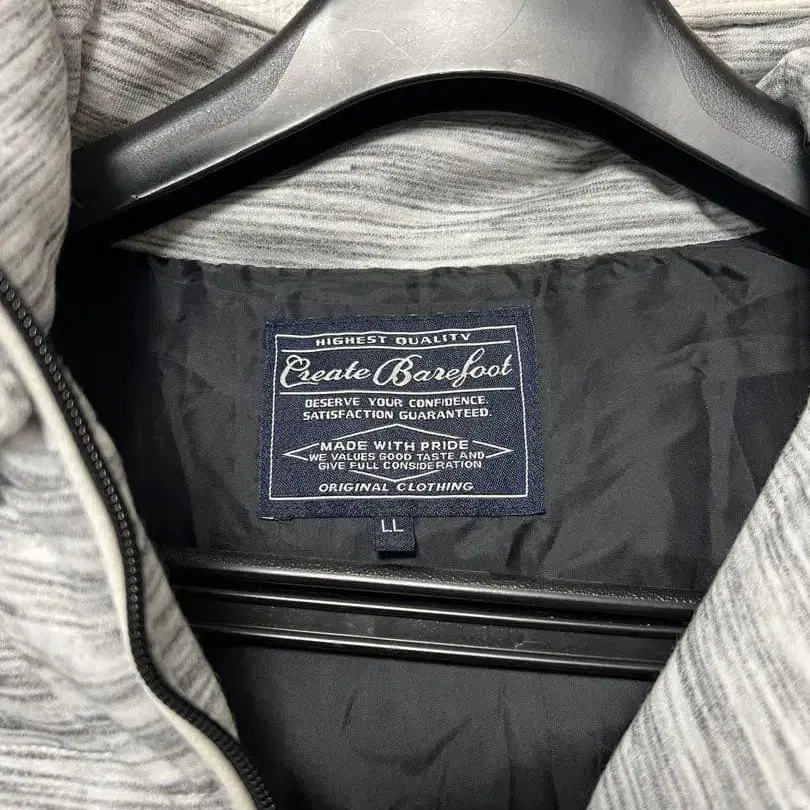 HIGHEST QUALITY
Create Barefoot
DESERVE YOUR CONFIDENCE.
SATISFACTION GUARANTEED.
MADE WITH PRIDE
WE VALUES GOOD TASTE AND
GIVE FULL CONSIDERATION
ORIGINAL CLOTHING
LL